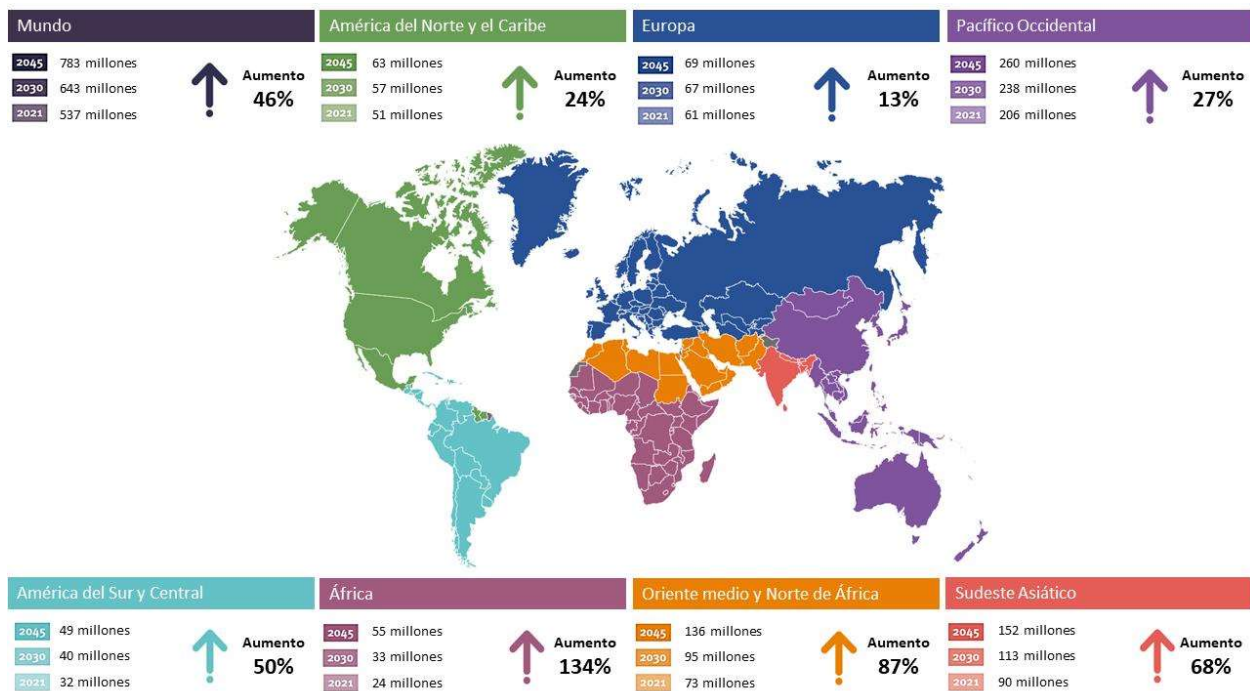 Mundo
2045 783 millones
2030 643 millones
2021 537 millones
Aumento
46%
América del Norte y el Caribe
2045 63 millones
2030 57 millones
2021 51 millones
Aumento
24%
Europa
2045 69 millones
2030 67 millones
2021 61 millones
Aumento
13%
Pacífico Occidental
2045 260 millones
2030 238 millones
2021 206 millones
Aumento
27%
América del Sur y Central
2045 49 millones
2030 40 millones
2021 32 millones
Aumento
50%
África
2045 55 millones
2030 33 millones
2021 24 millones
Aumento
134%
Oriente medio y Norte de África
2045 136 millones
2030 95 millones
2021 73 millones
Aumento
87%
Sudeste Asiático
2045 152 millones
2030 113 millones
2021 90 millones
Aumento
68%